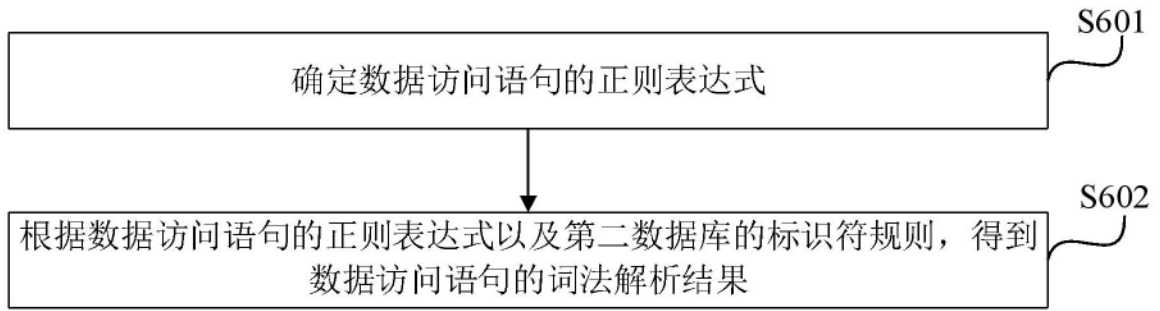 S601
确定数据访问语句的正则表达式
S602
根据数据访问语句的正则表达式以及第二数据库的标识符规则，得到
数据访问语句的词法解析结果